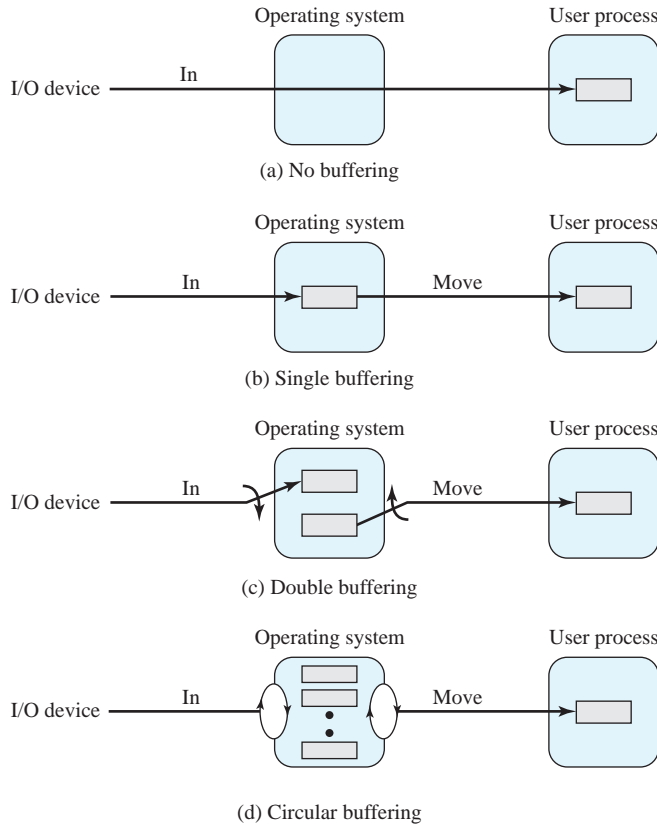 Operating system
User process
I/O device
In
(a) No buffering
Operating system
User process
I/O device
In
Move
(b) Single buffering
Operating system
User process
I/O device
In
Move
(c) Double buffering
Operating system
User process
I/O device
In
Move
(d) Circular buffering